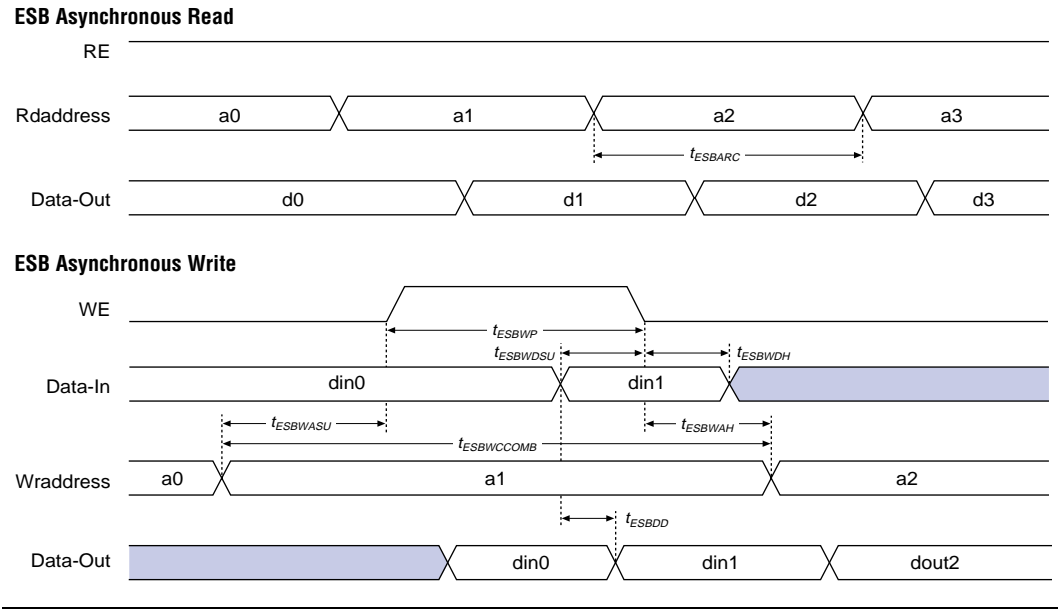 ESB Asynchronous Read
RE
Rdaddress a0 a1 a2 a3
tESBARC
Data-Out d0 d1 d2 d3
ESB Asynchronous Write
WE
tESBWP
tESBWDSU tESBWDH
Data-In din0 din1
tESBWASU tESBWAH
tESBWCCOMB
Wraddress a0 a1 a2
tESBDD
Data-Out din0 din1 dout2